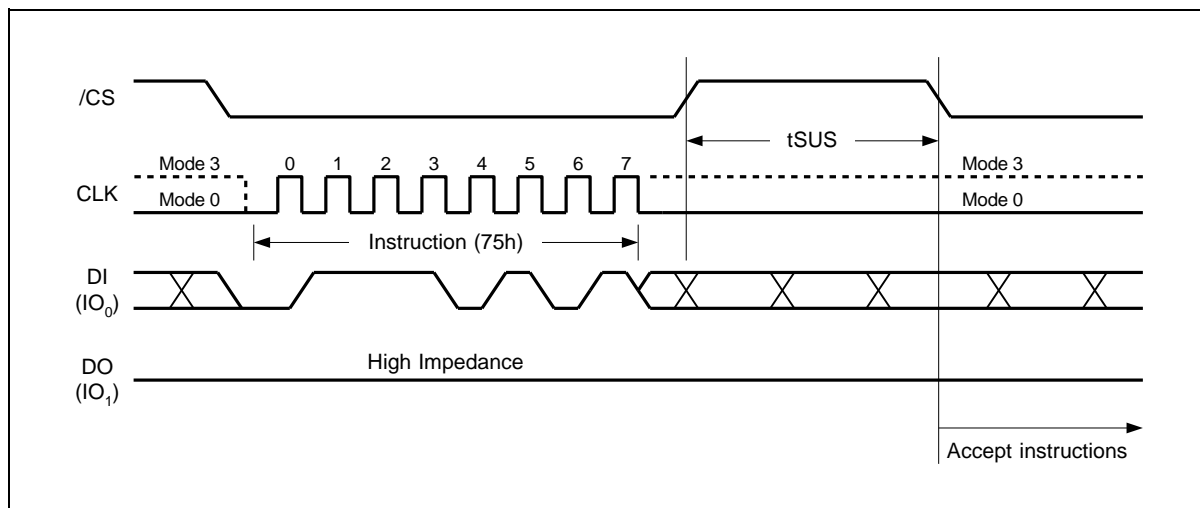 /CS
tSUS
Mode 3 0 1 2 3 4 5 6 7 Mode 3
CLK
Mode 0 Mode 0
Instruction (75h)
DI
(IO0)
High Impedance
DO
(IO1)
Accept instructions